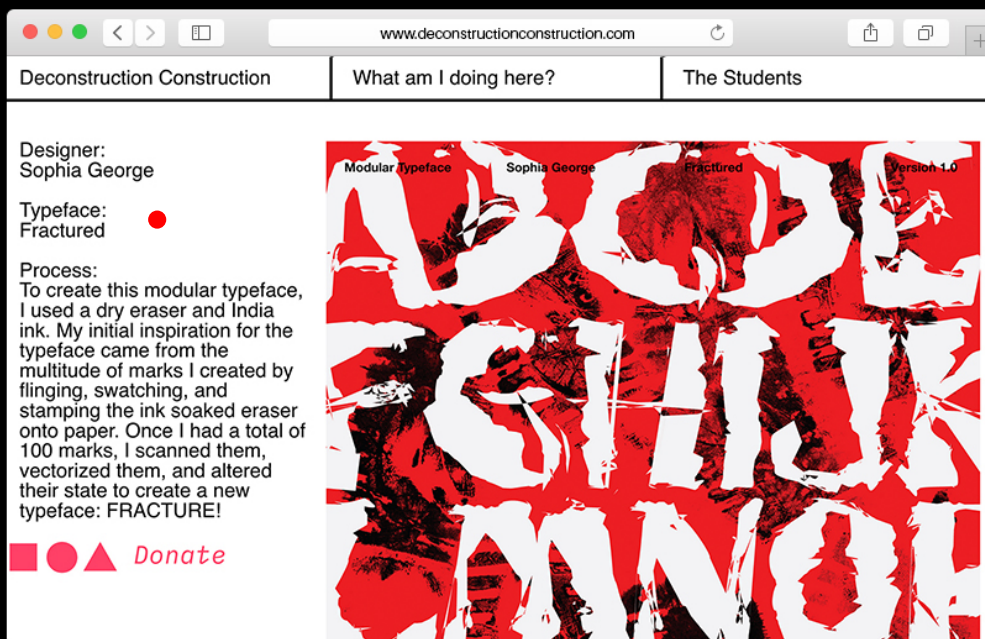 www.deconstructionconstruction.com
Deconstruction Construction
What am I doing here?
The Students
Designer:
Sophia George
Typeface:
Fractured
Process:
To create this modular typeface,
I used a dry eraser and India
ink. My initial inspiration for the
typeface came from the
multitude of marks I created by
flinging, swatching, and
stamping the ink soaked eraser
onto paper. Once I had a total of
100 marks, I scanned them,
vectorized them, and altered
their state to create a new
typeface: FRACTURE!
Donate
Modular Typeface
Sophia George
Fractured
Version 1.0
ABCDE
FGHIJK
LMNOP